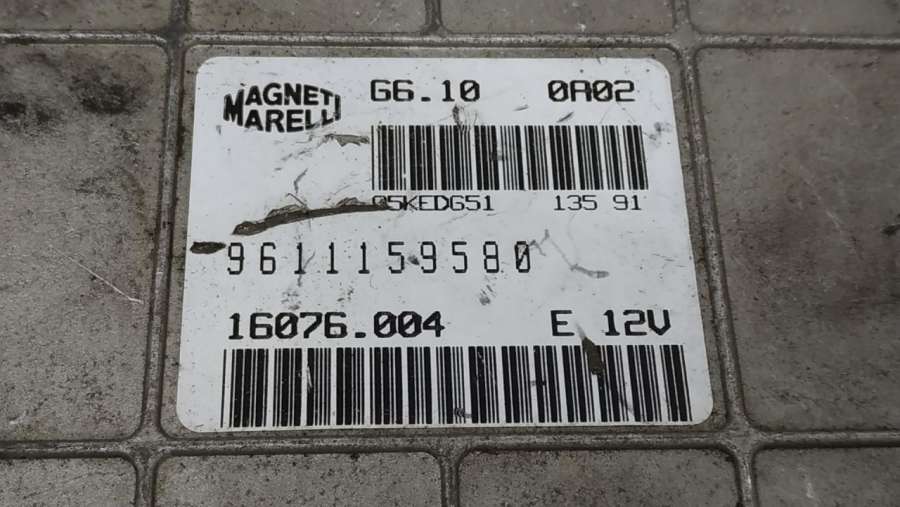 MAGNETI MARELLI
G6.10 0A02
05KEDG51 135 91
9611159580
16076.004 E 12V